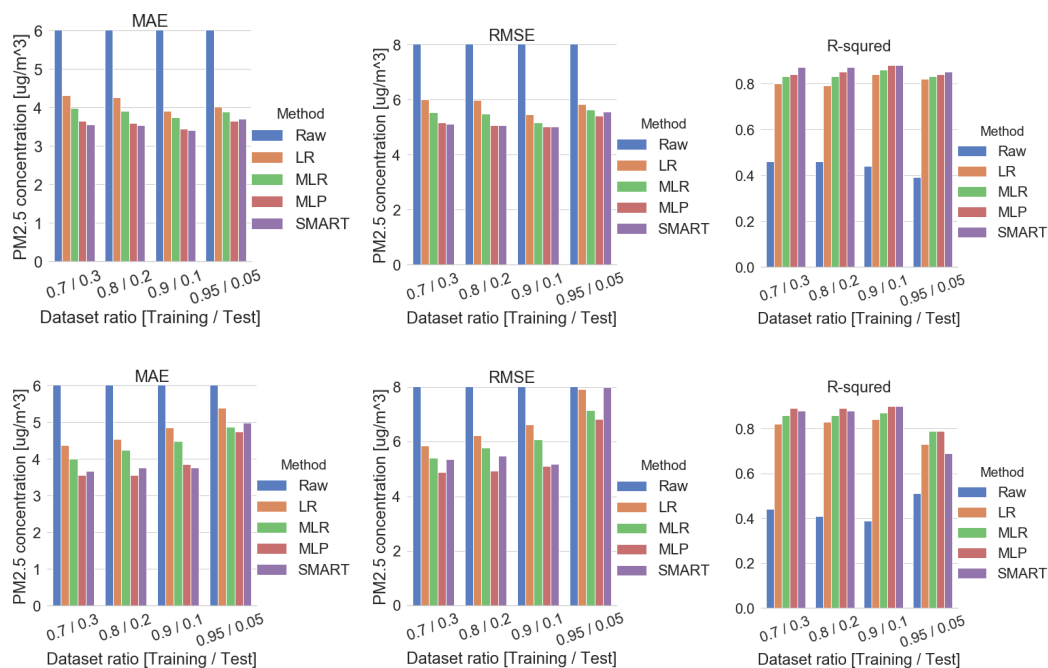 MAE
PM2.5 concentration [ug/m^3]
6
5
4
3
2
1
0
0.7 / 0.3
0.8 / 0.2
0.9 / 0.1
0.95 / 0.05
Dataset ratio [Training / Test]
Method
Raw
LR
MLR
MLP
SMART
RMSE
PM2.5 concentration [ug/m^3]
8
6
4
2
0
0.7 / 0.3
0.8 / 0.2
0.9 / 0.1
0.95 / 0.05
Dataset ratio [Training / Test]
Method
Raw
LR
MLR
MLP
SMART
R-squred
0.8
0.6
0.4
0.2
0.0
0.7 / 0.3
0.8 / 0.2
0.9 / 0.1
0.95 / 0.05
Dataset ratio [Training / Test]
Method
Raw
LR
MLR
MLP
SMART
MAE
PM2.5 concentration [ug/m^3]
6
5
4
3
2
1
0
0.7 / 0.3
0.8 / 0.2
0.9 / 0.1
0.95 / 0.05
Dataset ratio [Training / Test]
Method
Raw
LR
MLR
MLP
SMART
RMSE
PM2.5 concentration [ug/m^3]
8
6
4
2
0
0.7 / 0.3
0.8 / 0.2
0.9 / 0.1
0.95 / 0.05
Dataset ratio [Training / Test]
Method
Raw
LR
MLR
MLP
SMART
R-squred
0.8
0.6
0.4
0.2
0.0
0.7 / 0.3
0.8 / 0.2
0.9 / 0.1
0.95 / 0.05
Dataset ratio [Training / Test]
Method
Raw
LR
MLR
MLP
SMART